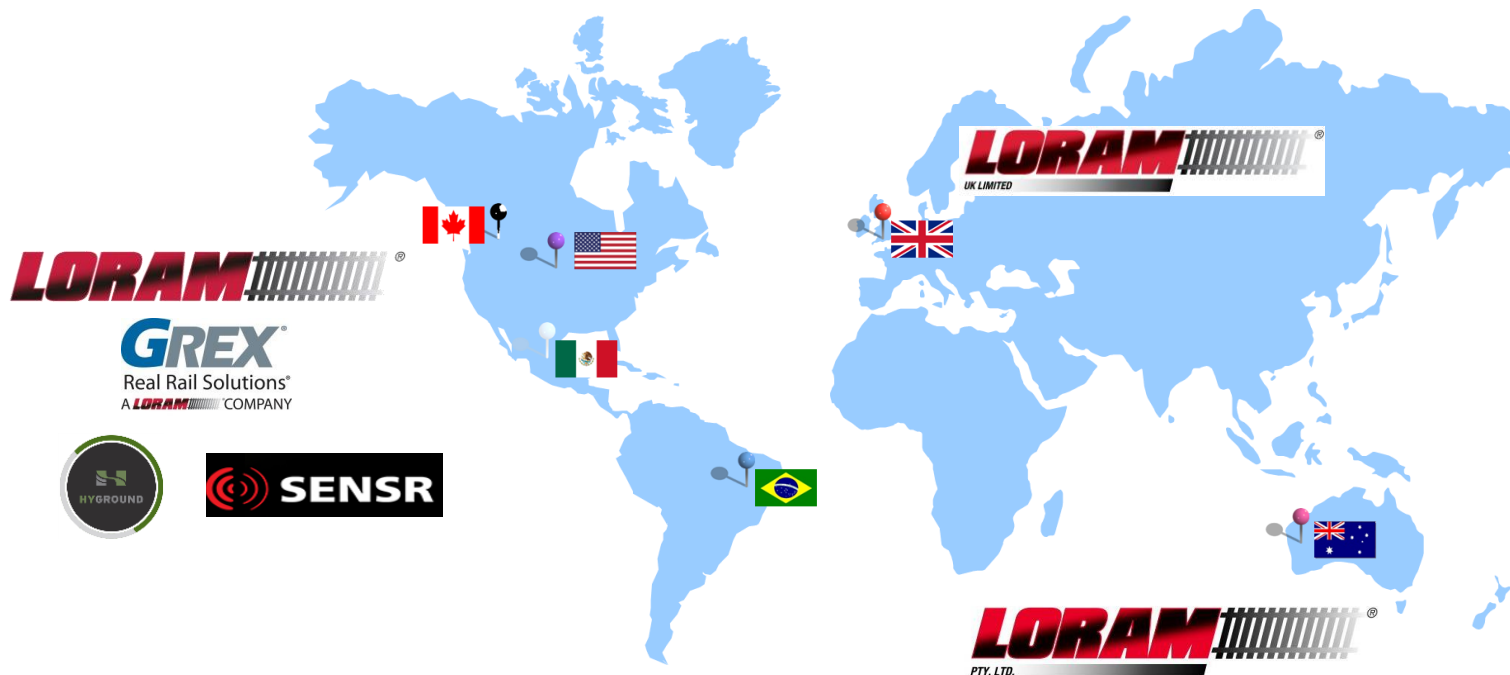 LORAM®
UK LIMITED
LORAM®
GREX®
Real Rail Solutions®
A LORAM COMPANY
HYGROUND
SENSR
LORAM®
PTY. LTD.